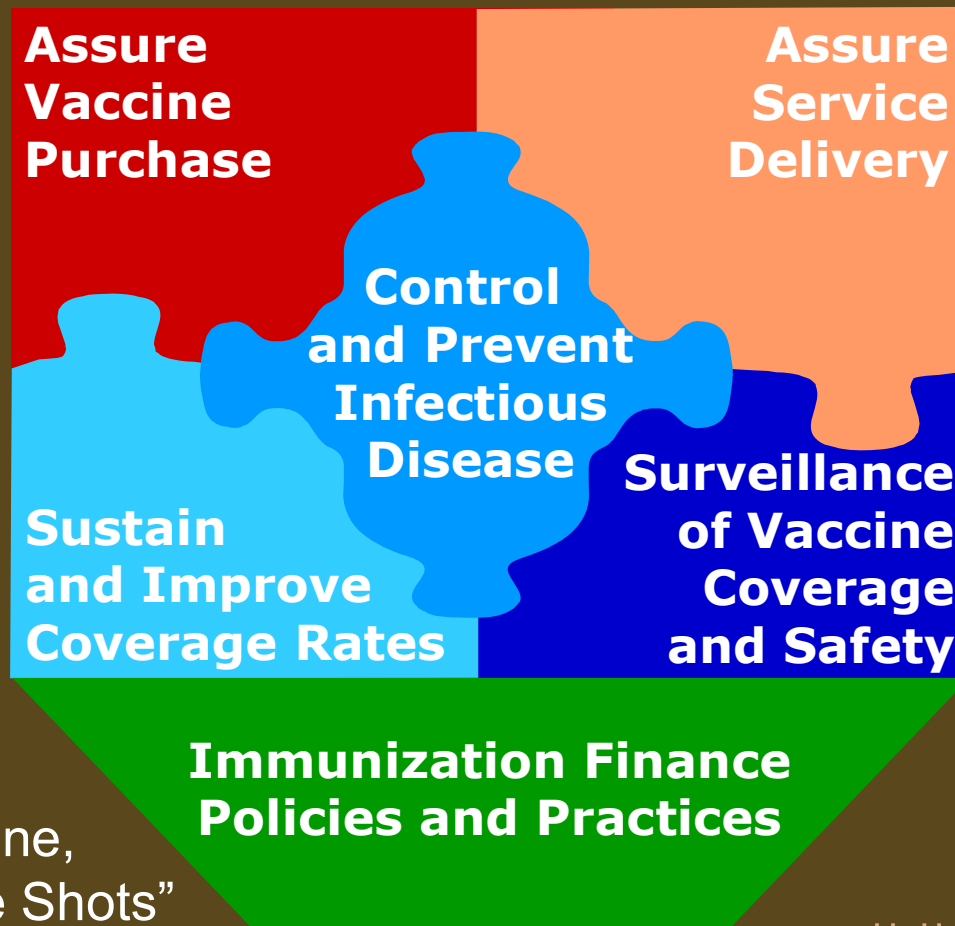 Assure
Vaccine
Purchase
Assure
Service
Delivery
Control
and Prevent
Infectious
Disease
Sustain
and Improve
Coverage Rates
Surveillance
of Vaccine
Coverage
and Safety
Immunization Finance
Policies and Practices
Shots”